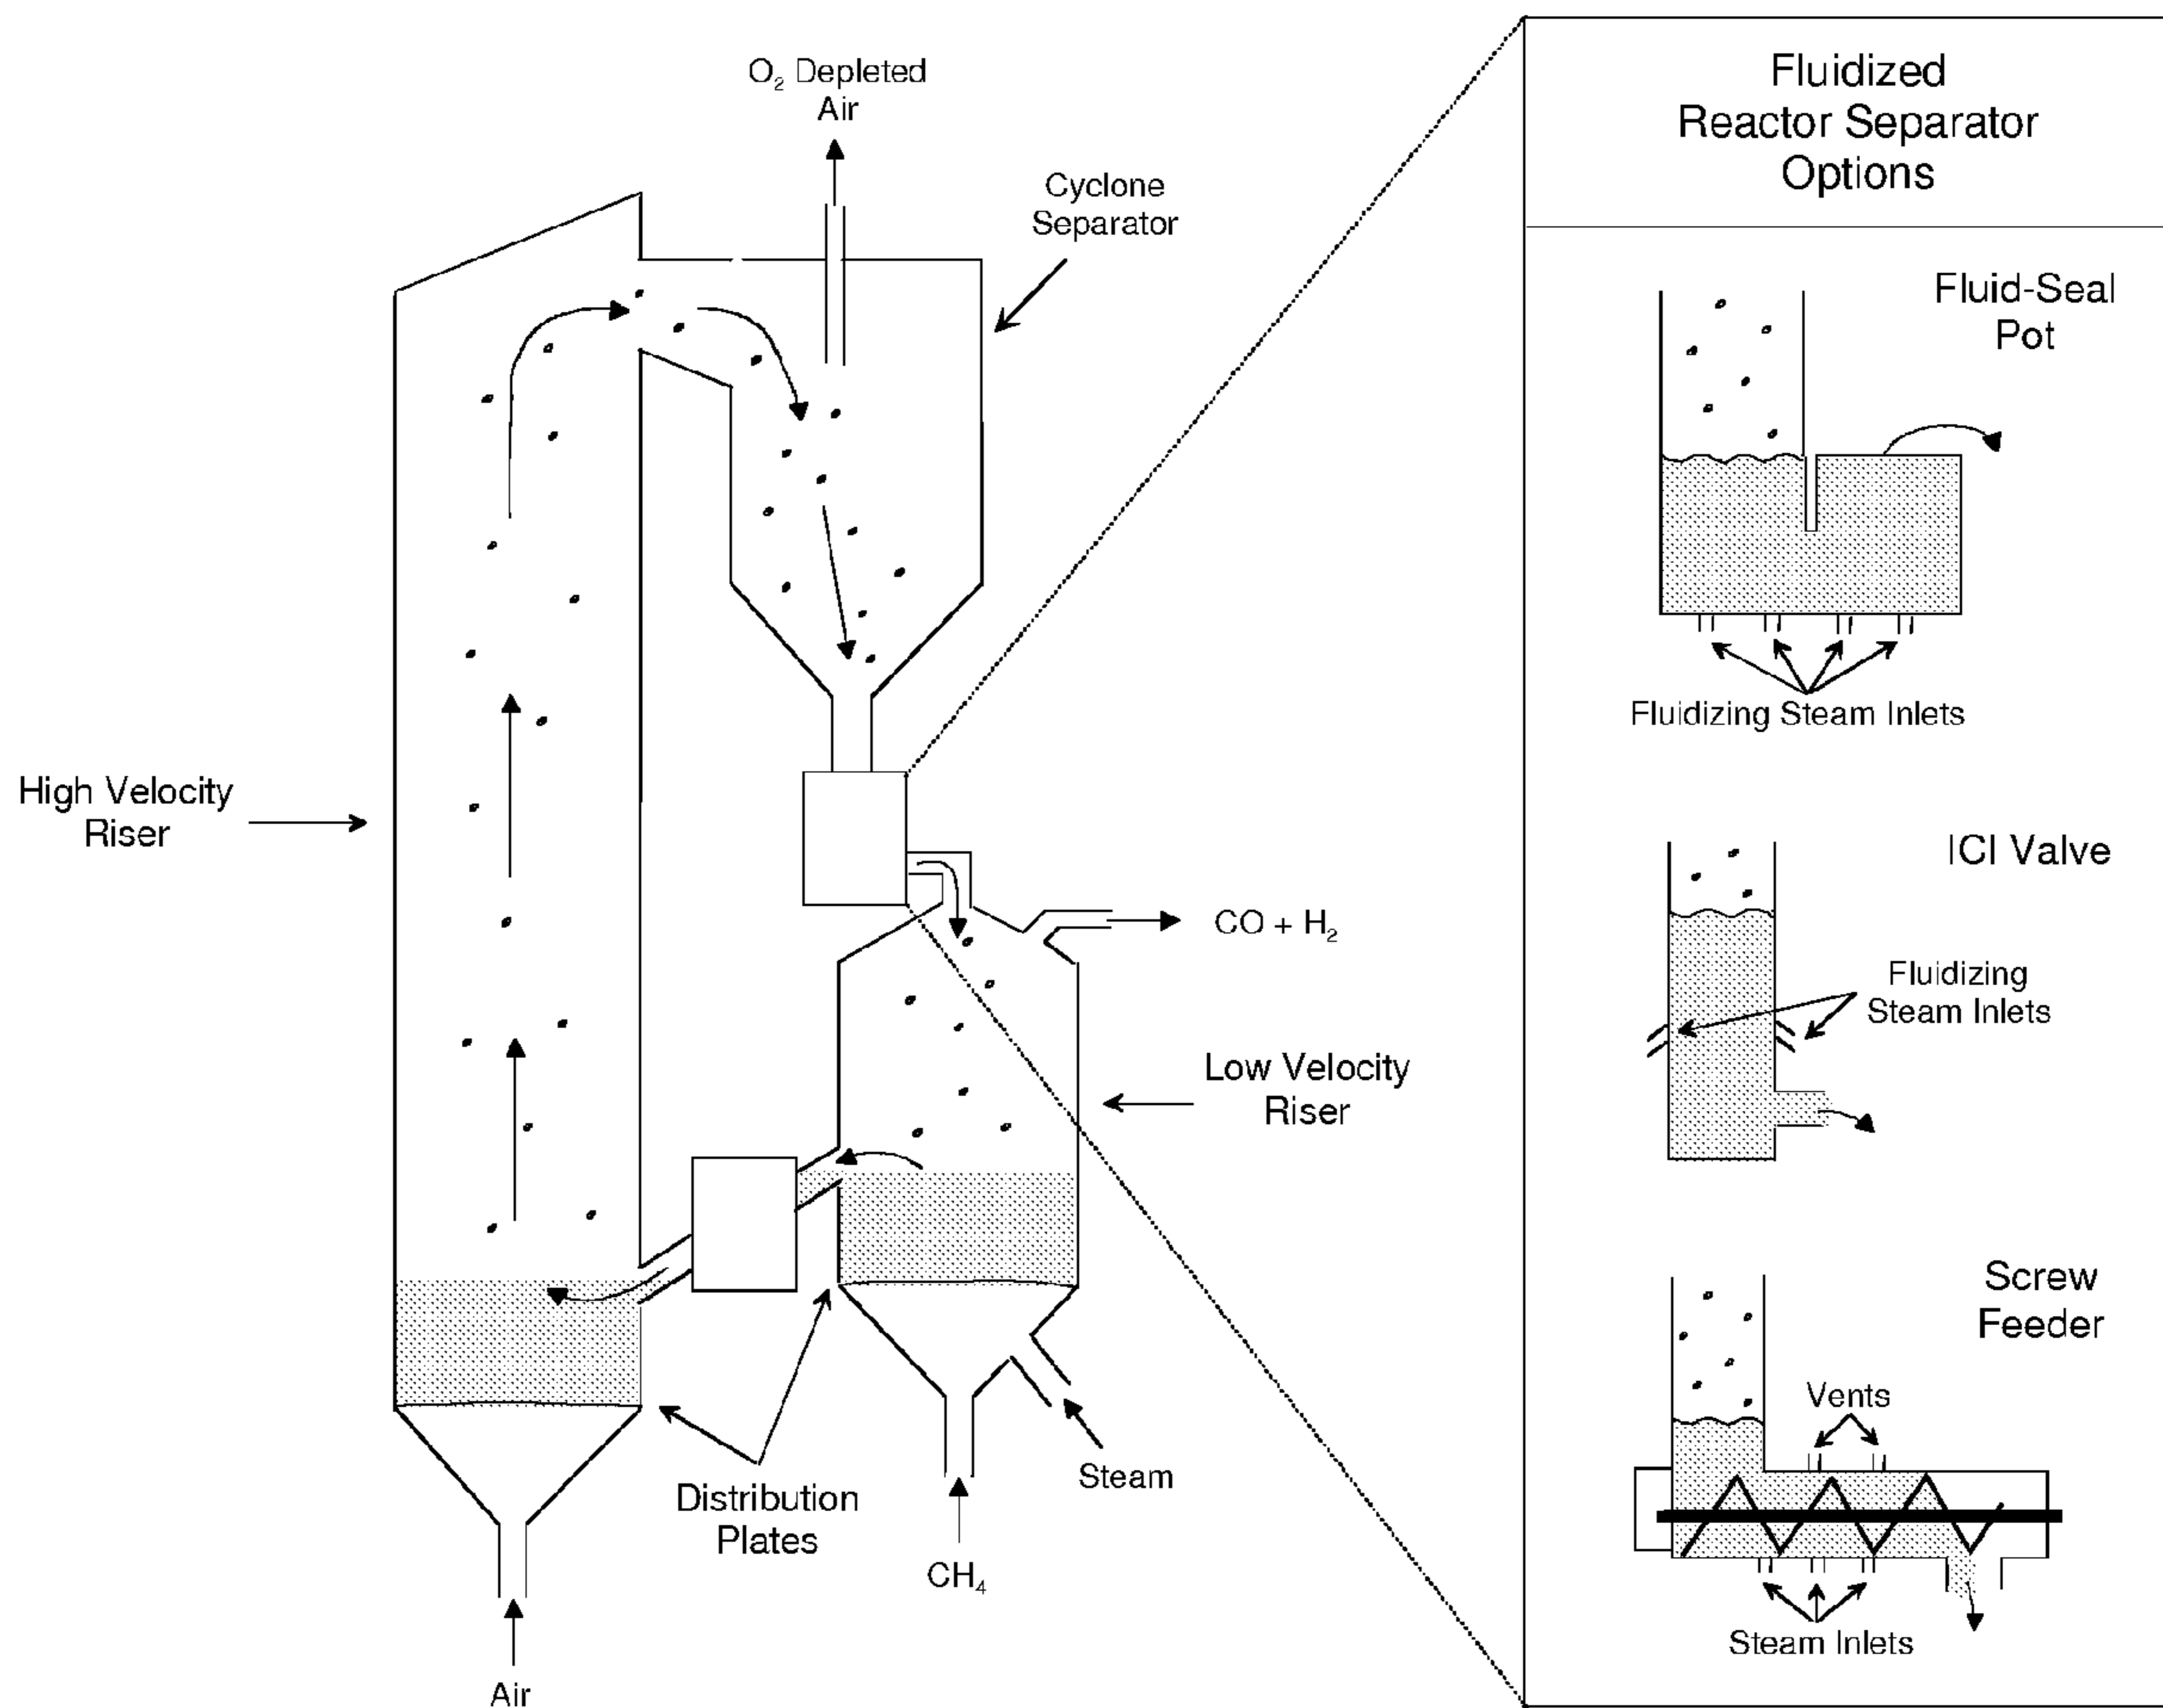 O₂ Depleted
Air
Cyclone
Separator
High Velocity
Riser
CO + H₂
Low Velocity
Riser
Distribution
Plates
Steam
CH₄
Air
Fluidized
Reactor Separator
Options
Fluid-Seal
Pot
Fluidizing Steam Inlets
ICI Valve
Fluidizing
Steam Inlets
Screw
Feeder
Vents
Steam Inlets